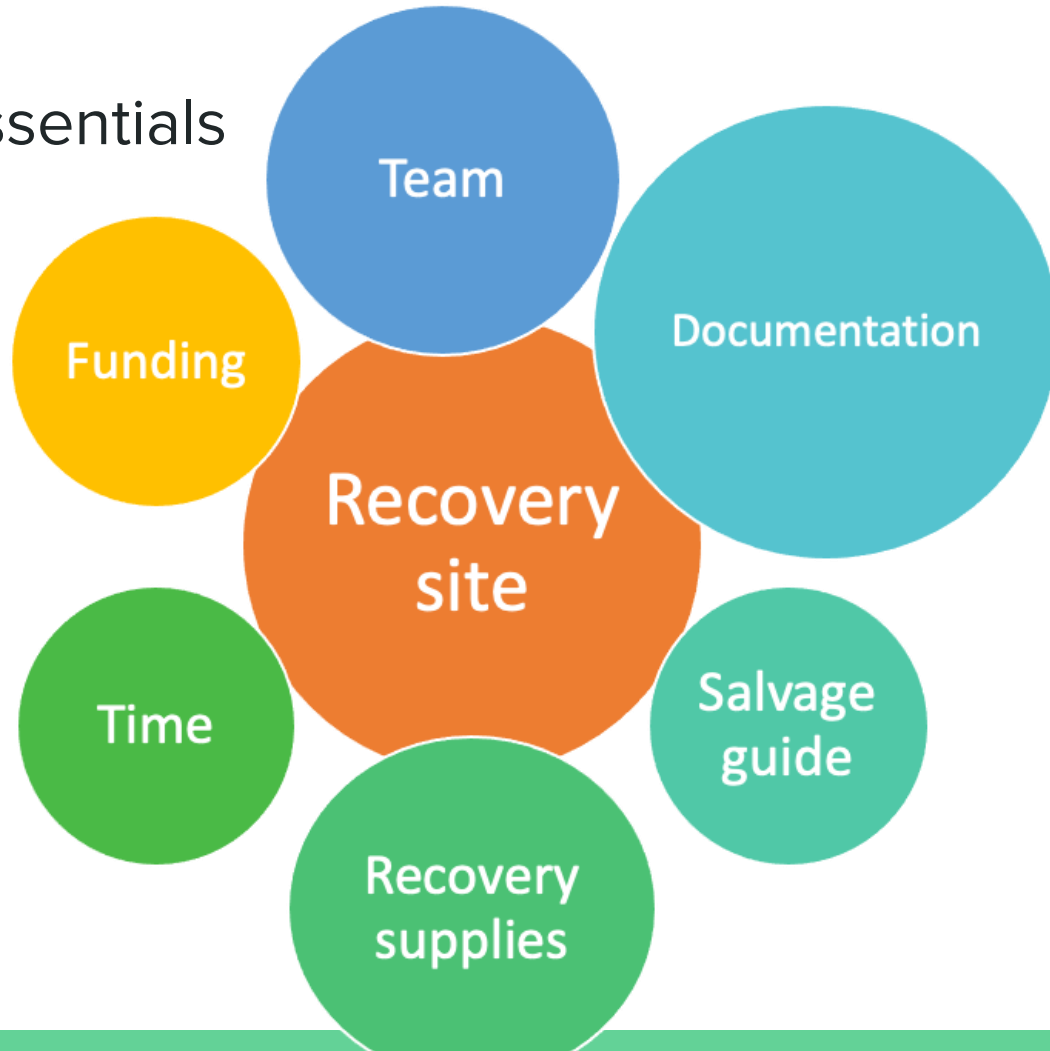 ssentials
Team
Documentation
Funding
Recovery
site
Salvage
guide
Time
Recovery
supplies